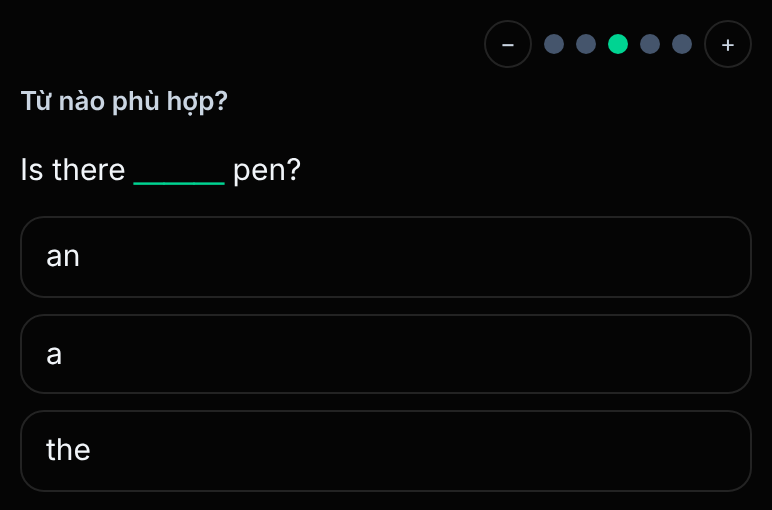 − +
Từ nào phù hợp?
Is there ______ pen?
an
a
the